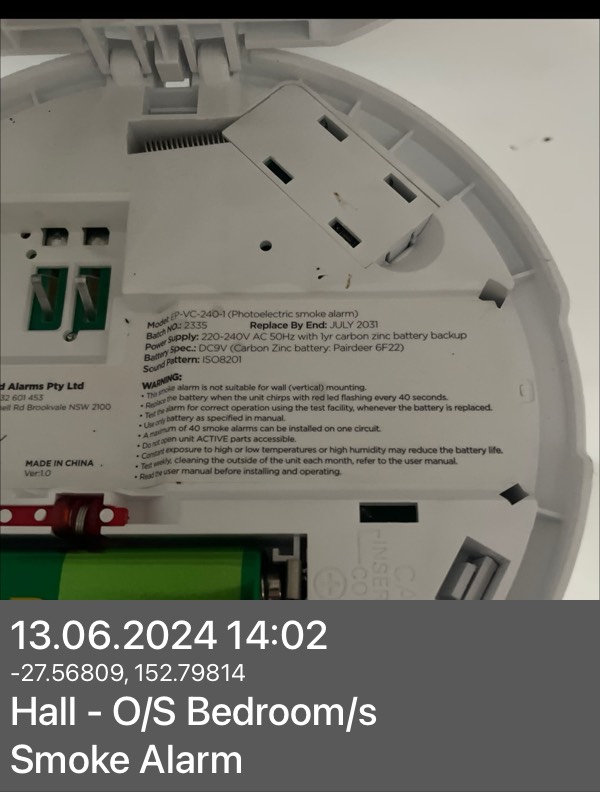 Model: EP-VC-240-1 (Photoelectric smoke alarm)
Batch NO.: 2335 Replace By End: JULY 2031
Power Supply: 220-240V AC 50Hz with 1yr carbon zinc battery backup
Battery Spec.: DC9V (Carbon Zinc battery: Pairdeer 6F22)
Sound Pattern: ISO8201
d Alarms Pty Ltd
32 601 453
ell Rd Brookvale NSW 2100
MADE IN CHINA
Ver:1.0
WARNING:
• This smoke alarm is not suitable for wall (vertical) mounting.
• Replace the battery when the unit chirps with red led flashing every 40 seconds.
• Test the alarm for correct operation using the test facility, whenever the battery is replaced.
• Use only battery as specified in manual.
• A maximum of 40 smoke alarms can be installed on one circuit.
• Do not open unit ACTIVE parts accessible.
• Constant exposure to high or low temperatures or high humidity may reduce the battery life.
• Test weekly, cleaning the outside of the unit each month, refer to the user manual.
• Read the user manual before installing and operating.
13.06.2024 14:02
-27.56809, 152.79814
Hall - O/S Bedroom/s
Smoke Alarm